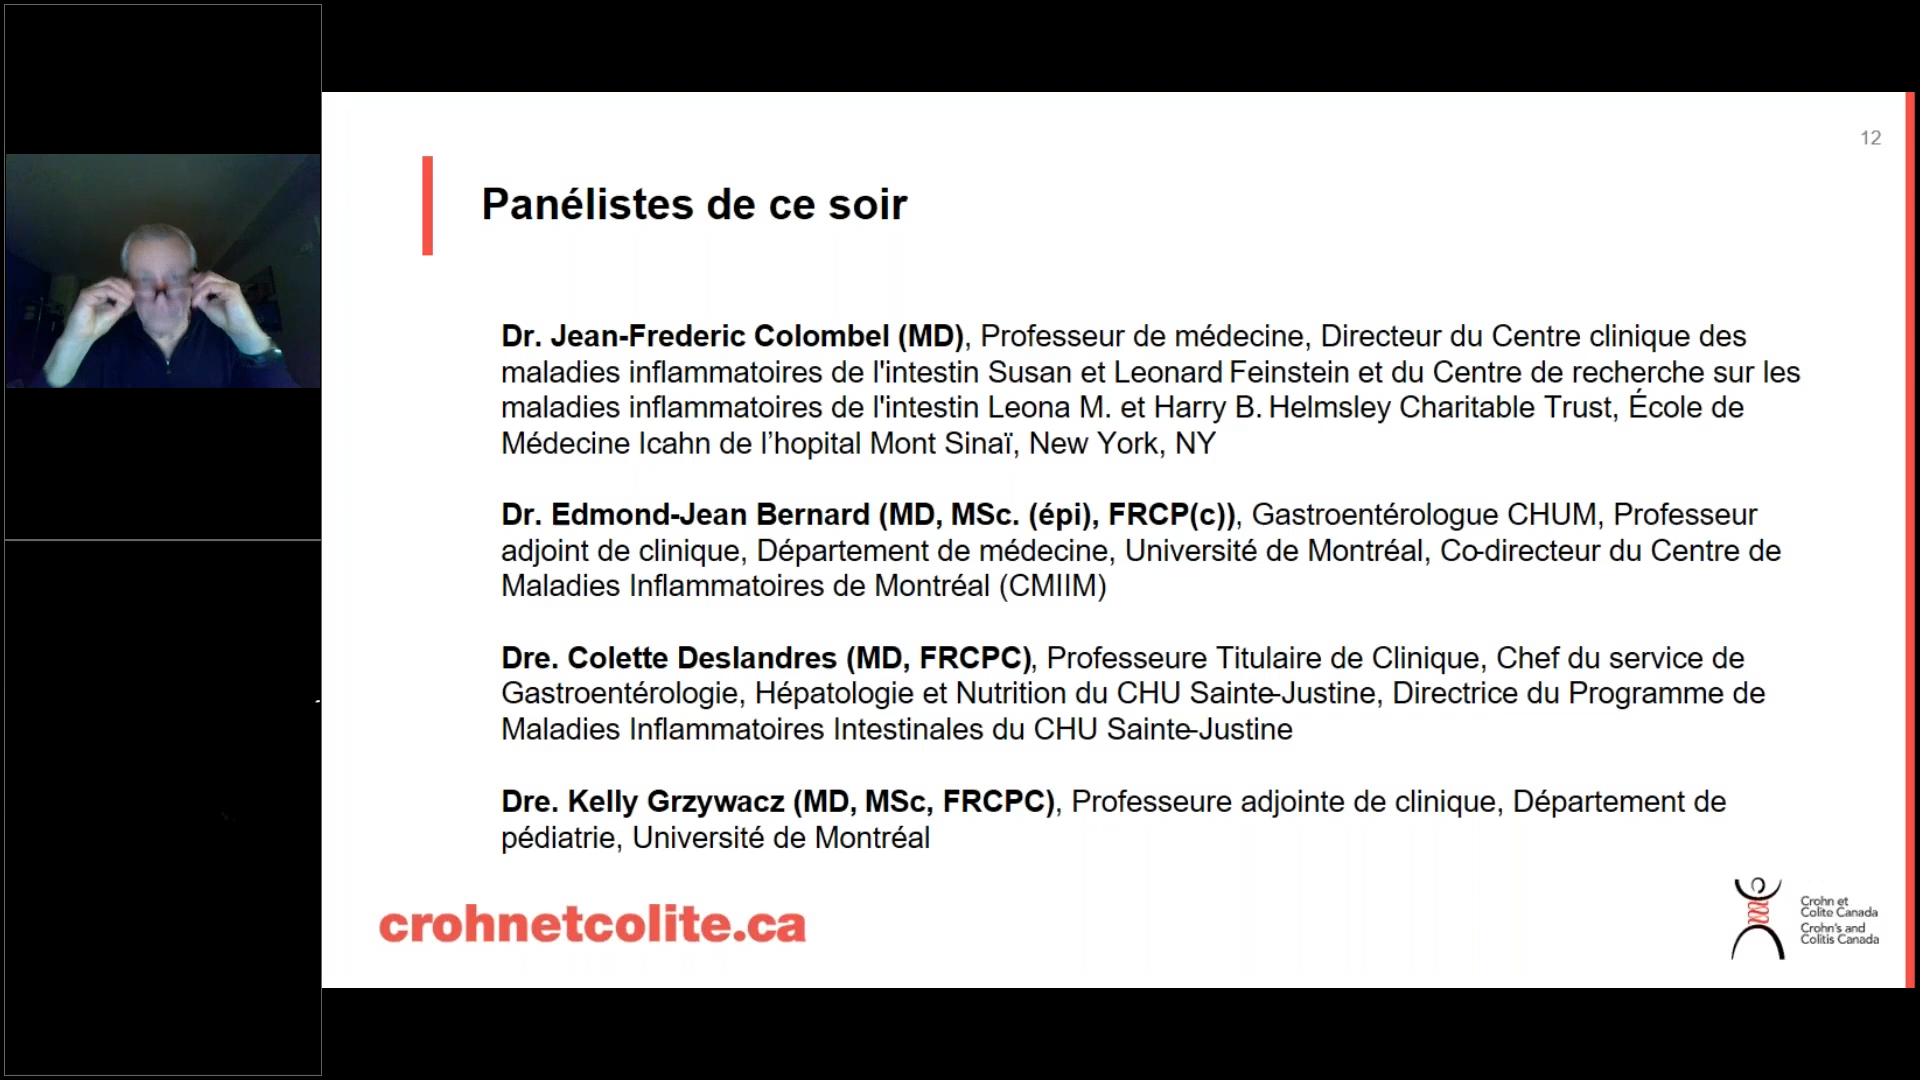 12
Panélistes de ce soir
Dr. Jean-Frederic Colombel (MD), Professeur de médecine, Directeur du Centre clinique des
maladies inflammatoires de l'intestin Susan et Leonard Feinstein et du Centre de recherche sur les
maladies inflammatoires de l'intestin Leona M. et Harry B. Helmsley Charitable Trust, École de
Médecine Icahn de l’hopital Mont Sinaï, New York, NY
Dr. Edmond-Jean Bernard (MD, MSc. (épi), FRCP(c)), Gastroentérologue CHUM, Professeur
adjoint de clinique, Département de médecine, Université de Montréal, Co-directeur du Centre de
Maladies Inflammatoires de Montréal (CMIIM)
Dre. Colette Deslandres (MD, FRCPC), Professeure Titulaire de Clinique, Chef du service de
Gastroentérologie, Hépatologie et Nutrition du CHU Sainte-Justine, Directrice du Programme de
Maladies Inflammatoires Intestinales du CHU Sainte-Justine
Dre. Kelly Grzywacz (MD, MSc, FRCPC), Professeure adjointe de clinique, Département de
pédiatrie, Université de Montréal
crohnetcolite.ca
Crohn et
Colite Canada
Crohn's and
Colitis Canada